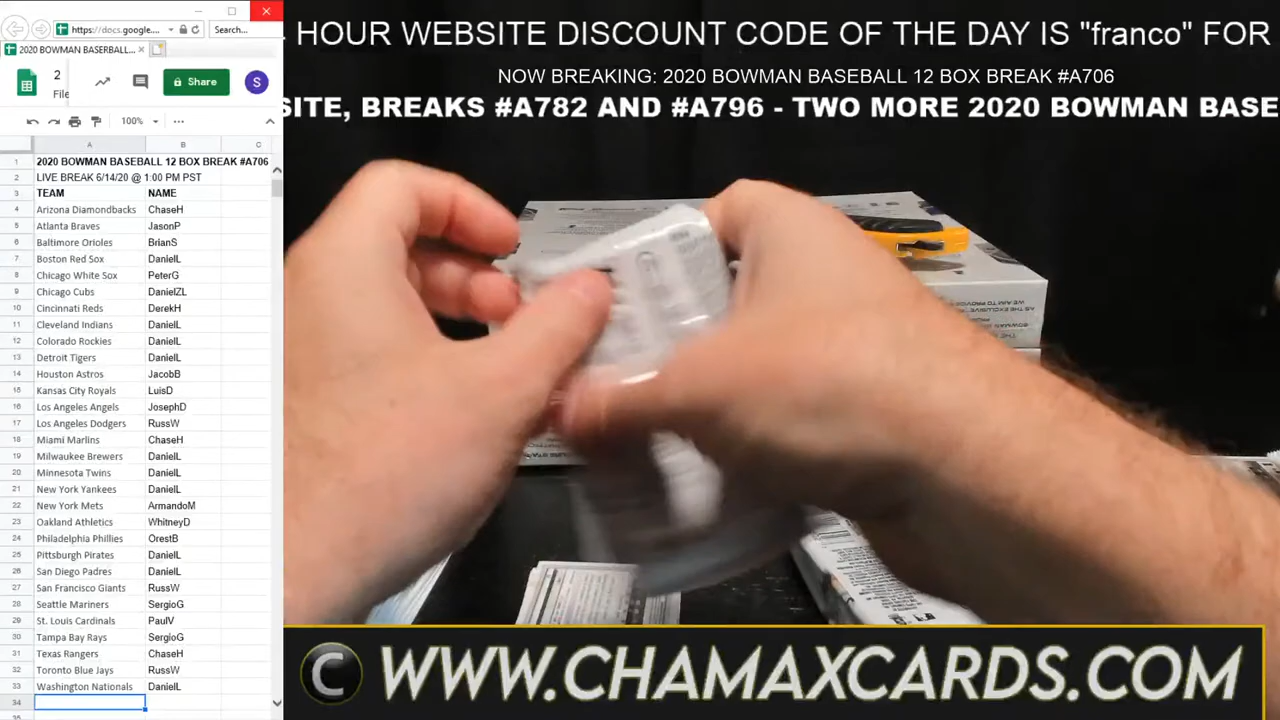 https://docs.google....
Search...
2020 BOWMAN BASERBALL...
2
File
Share
S
100%
A
B
C
1 2020 BOWMAN BASEBALL 12 BOX BREAK #A706
2 LIVE BREAK 6/14/20 @ 1:00 PM PST
3 TEAM NAME
4 Arizona Diamondbacks ChaseH
5 Atlanta Braves JasonP
6 Baltimore Orioles BrianS
7 Boston Red Sox DanielL
8 Chicago White Sox PeterG
9 Chicago Cubs DanielZL
10 Cincinnati Reds DerekH
11 Cleveland Indians DanielL
12 Colorado Rockies DanielL
13 Detroit Tigers DanielL
14 Houston Astros JacobB
15 Kansas City Royals LuisD
16 Los Angeles Angels JosephD
17 Los Angeles Dodgers RussW
18 Miami Marlins ChaseH
19 Milwaukee Brewers DanielL
20 Minnesota Twins DanielL
21 New York Yankees DanielL
22 New York Mets ArmandoM
23 Oakland Athletics WhitneyD
24 Philadelphia Phillies OrestB
25 Pittsburgh Pirates DanielL
26 San Diego Padres DanielL
27 San Francisco Giants RussW
28 Seattle Mariners SergioG
29 St. Louis Cardinals PaulV
30 Tampa Bay Rays SergioG
31 Texas Rangers ChaseH
32 Toronto Blue Jays RussW
33 Washington Nationals DanielL
34
- HOUR WEBSITE DISCOUNT CODE OF THE DAY IS "franco" FOR
NOW BREAKING: 2020 BOWMAN BASEBALL 12 BOX BREAK #A706
SITE, BREAKS #A782 AND #A796 - TWO MORE 2020 BOWMAN BASE
C WWW.CHAMAXCARDS.COM